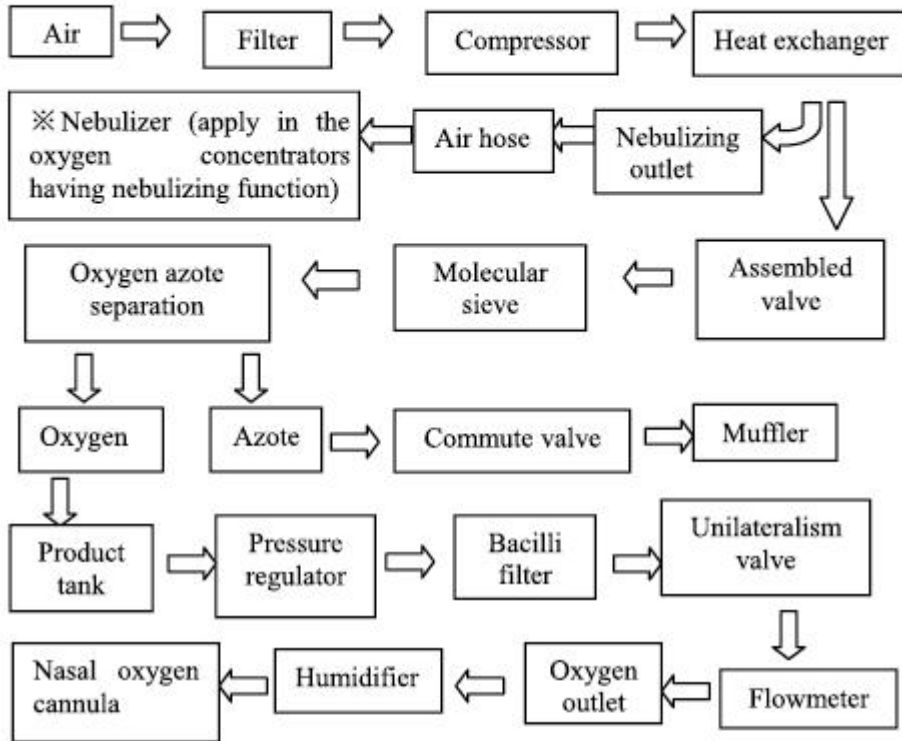 Air
Filter
Compressor
Heat exchanger
※Nebulizer (apply in the
oxygen concentrators
having nebulizing function)
Air hose
Nebulizing
outlet
Oxygen azote
separation
Molecular
sieve
Assembled
valve
Oxygen
Azote
Commute valve
Muffler
Product
tank
Pressure
regulator
Bacilli
filter
Unilateralism
valve
Nasal oxygen
cannula
Humidifier
Oxygen
outlet
Flowmeter